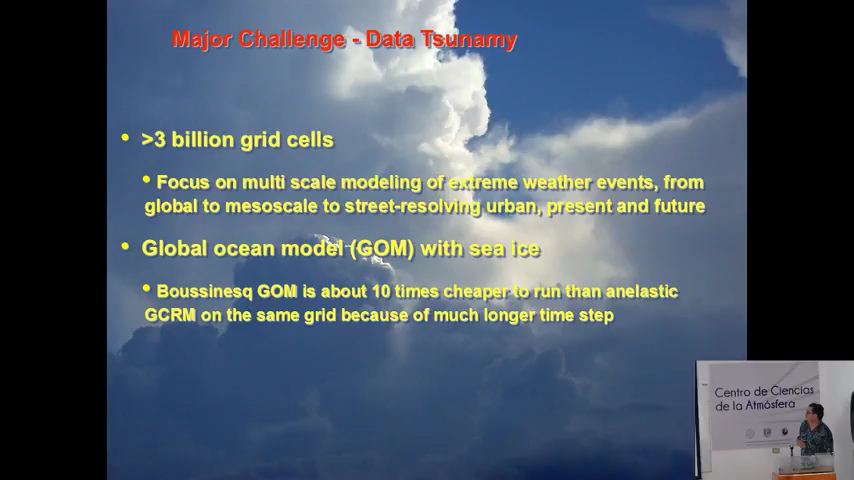 Major Challenge - Data Tsunamy
• >3 billion grid cells
• Focus on multi scale modeling of extreme weather events, from
global to mesoscale to street-resolving urban, present and future
• Global ocean model (GOM) with sea ice
• Boussinesq GOM is about 10 times cheaper to run than anelastic
GCRM on the same grid because of much longer time step
Centro de Ciencias
de la Atmósfera